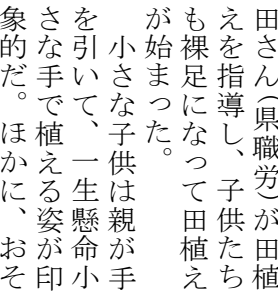 田さん(県職労)が田植
えを指導し、子供たち
も裸足になって田植え
が始まった。
　小さな子供は親が手
を引いて、一生懸命小
さな手で植える姿が印
象的だ。ほかに、おそ